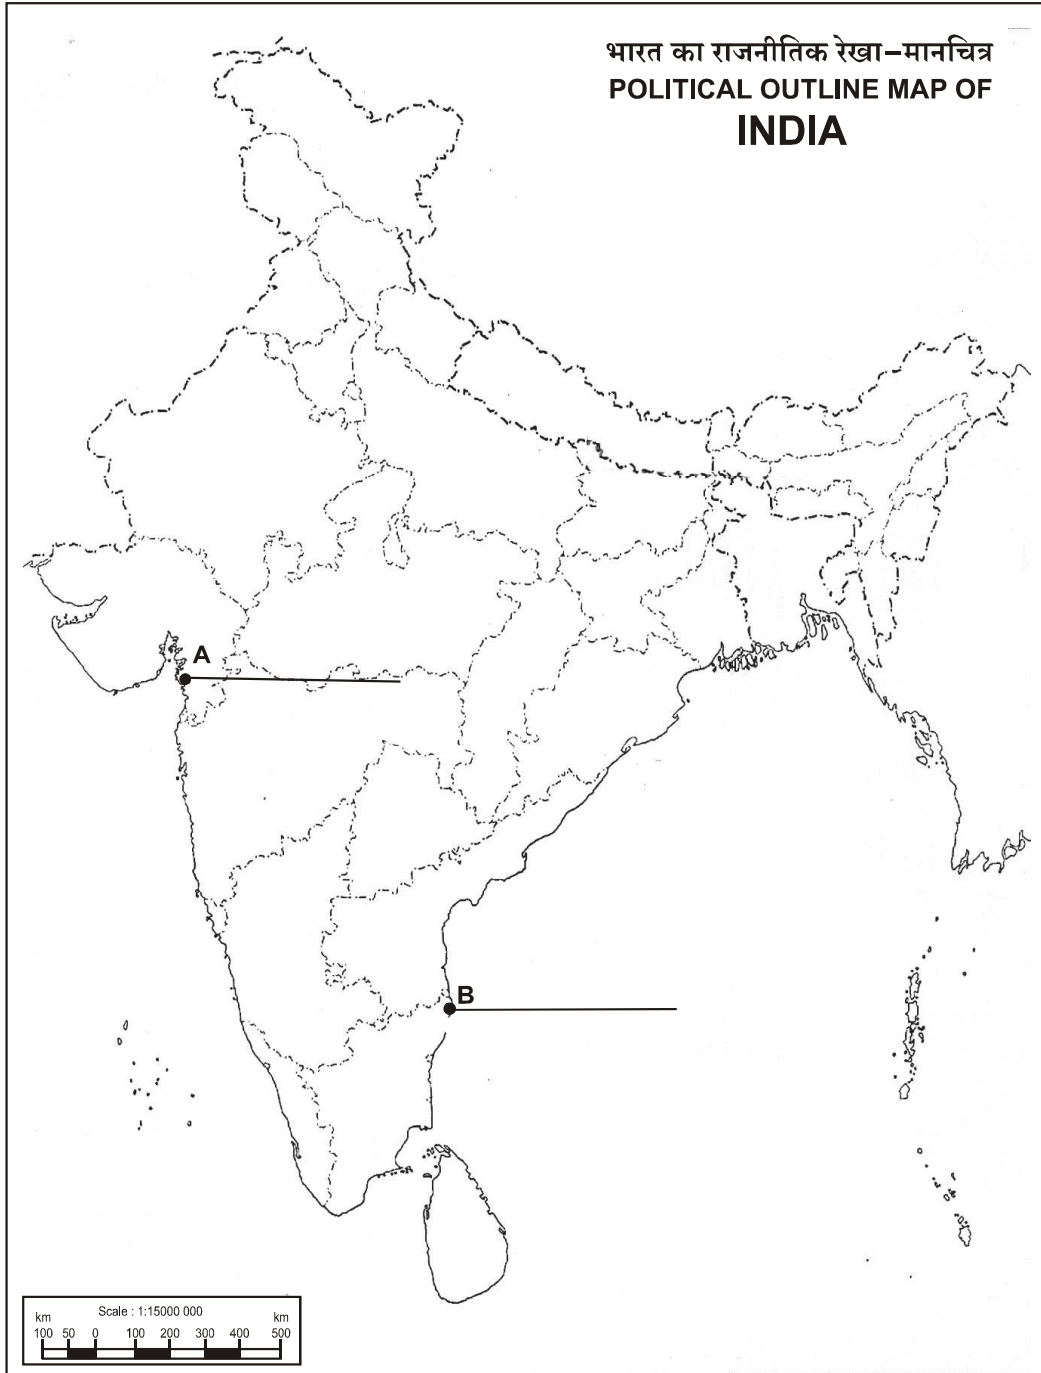 भारत का राजनीतिक रेखा–मानचित्र
POLITICAL OUTLINE MAP OF
INDIA
A
B
Scale : 1:15000 000
km km
100 50 0 100 200 300 400 500